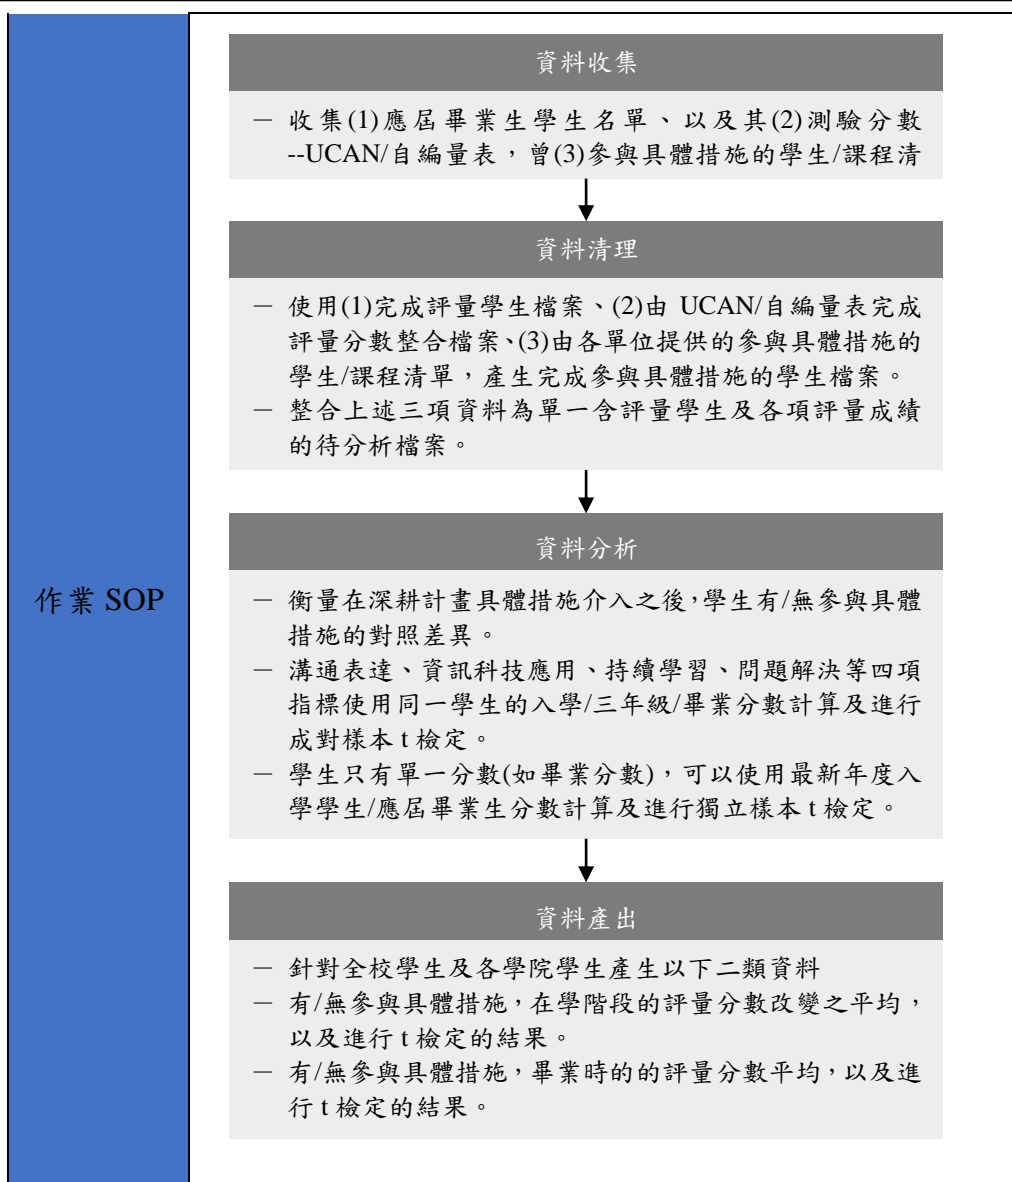 作業 SOP
資料收集
－ 收集(1)應屆畢業生學生名單、以及其(2)測驗分數
--UCAN/自編量表，曾(3)參與具體措施的學生/課程清
資料清理
－ 使用(1)完成評量學生檔案、(2)由 UCAN/自編量表完成
評量分數整合檔案、(3)由各單位提供的參與具體措施的
學生/課程清單，產生完成參與具體措施的學生檔案。
－ 整合上述三項資料為單一含評量學生及各項評量成績
的待分析檔案。
資料分析
－ 衡量在深耕計畫具體措施介入之後，學生有/無參與具體
措施的對照差異。
－ 溝通表達、資訊科技應用、持續學習、問題解決等四項
指標使用同一學生的入學/三年級/畢業分數計算及進行
成對樣本 t 檢定。
－ 學生只有單一分數(如畢業分數)，可以使用最新年度入
學學生/應屆畢業生分數計算及進行獨立樣本 t 檢定。
資料產出
－ 針對全校學生及各學院學生產生以下二類資料
－ 有/無參與具體措施，在學階段的評量分數改變之平均，
以及進行 t 檢定的結果。
－ 有/無參與具體措施，畢業時的的評量分數平均，以及進
行 t 檢定的結果。